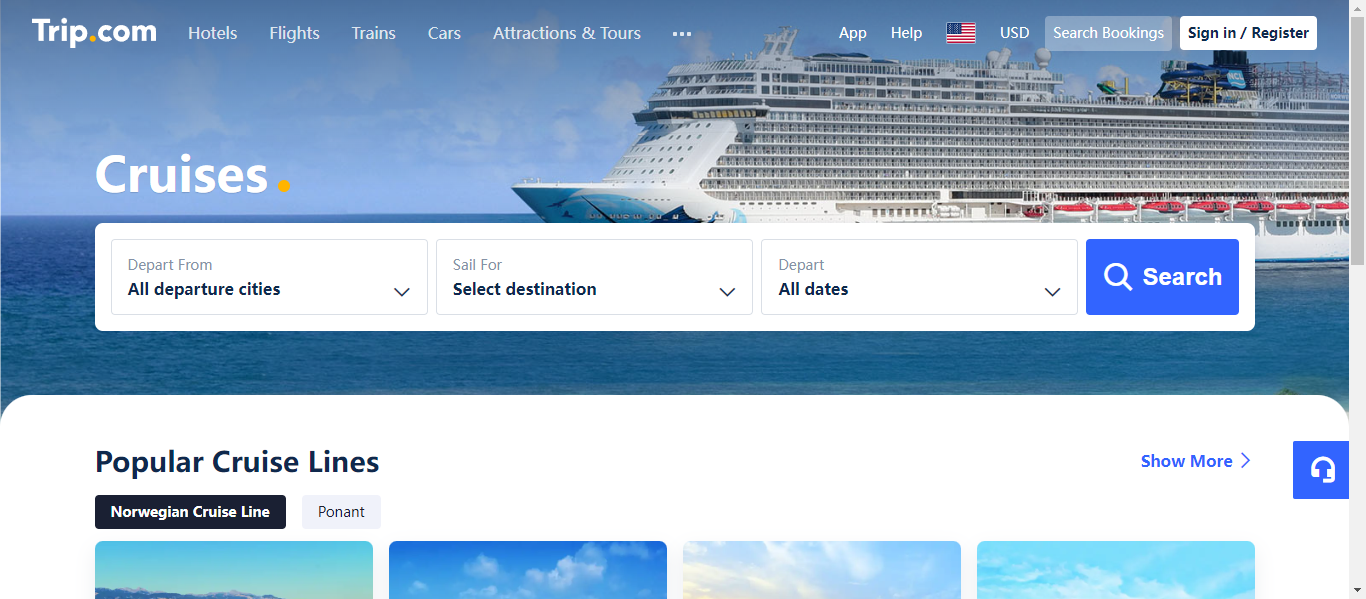 Trip.com Hotels Flights Trains Cars Attractions & Tours ••• App Help USD Search Bookings Sign in / Register
NCL
Cruises.
Depart From Sail For Depart
All departure cities Select destination All dates Search
Popular Cruise Lines Show More
Norwegian Cruise Line Ponant